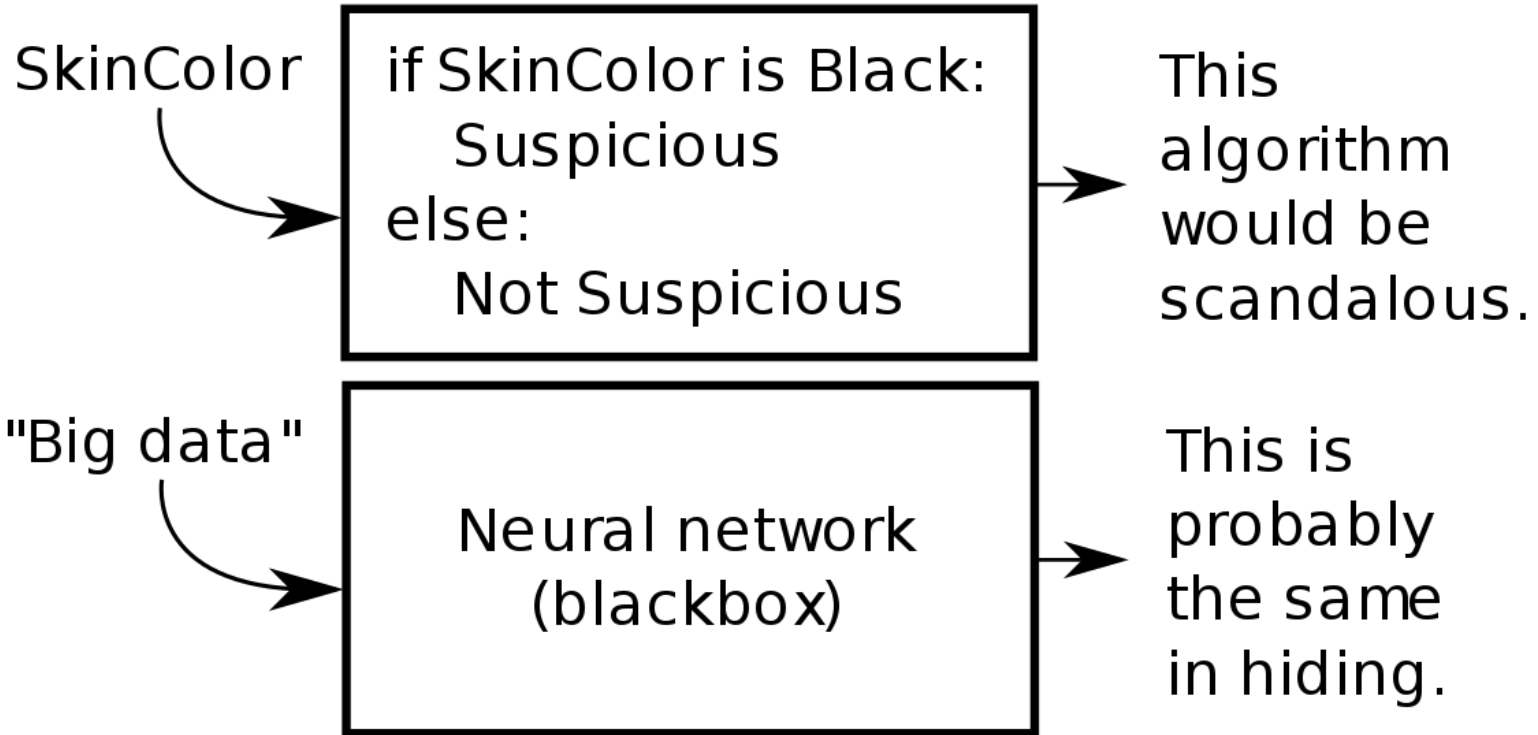 SkinColor
if SkinColor is Black:
Suspicious
else:
Not Suspicious
This
algorithm
would be
scandalous.
"Big data"
Neural network
(blackbox)
This is
probably
the same
in hiding.